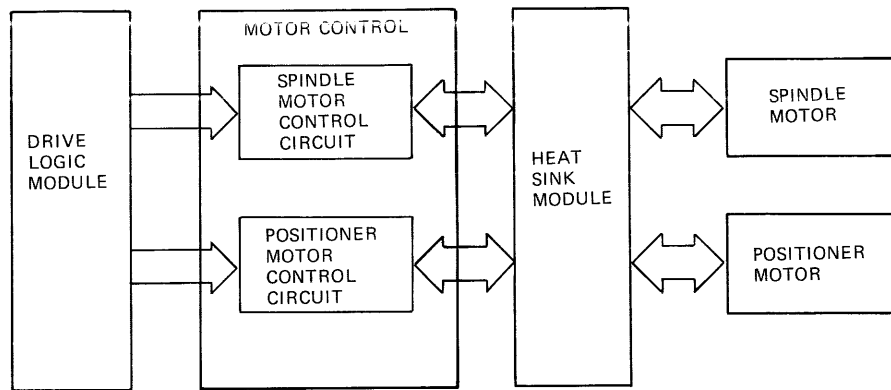 MOTOR CONTROL
SPINDLE
MOTOR
CONTROL
CIRCUIT
SPINDLE
MOTOR
DRIVE
LOGIC
MODULE
HEAT
SINK
MODULE
POSITIONER
MOTOR
CONTROL
CIRCUIT
POSITIONER
MOTOR